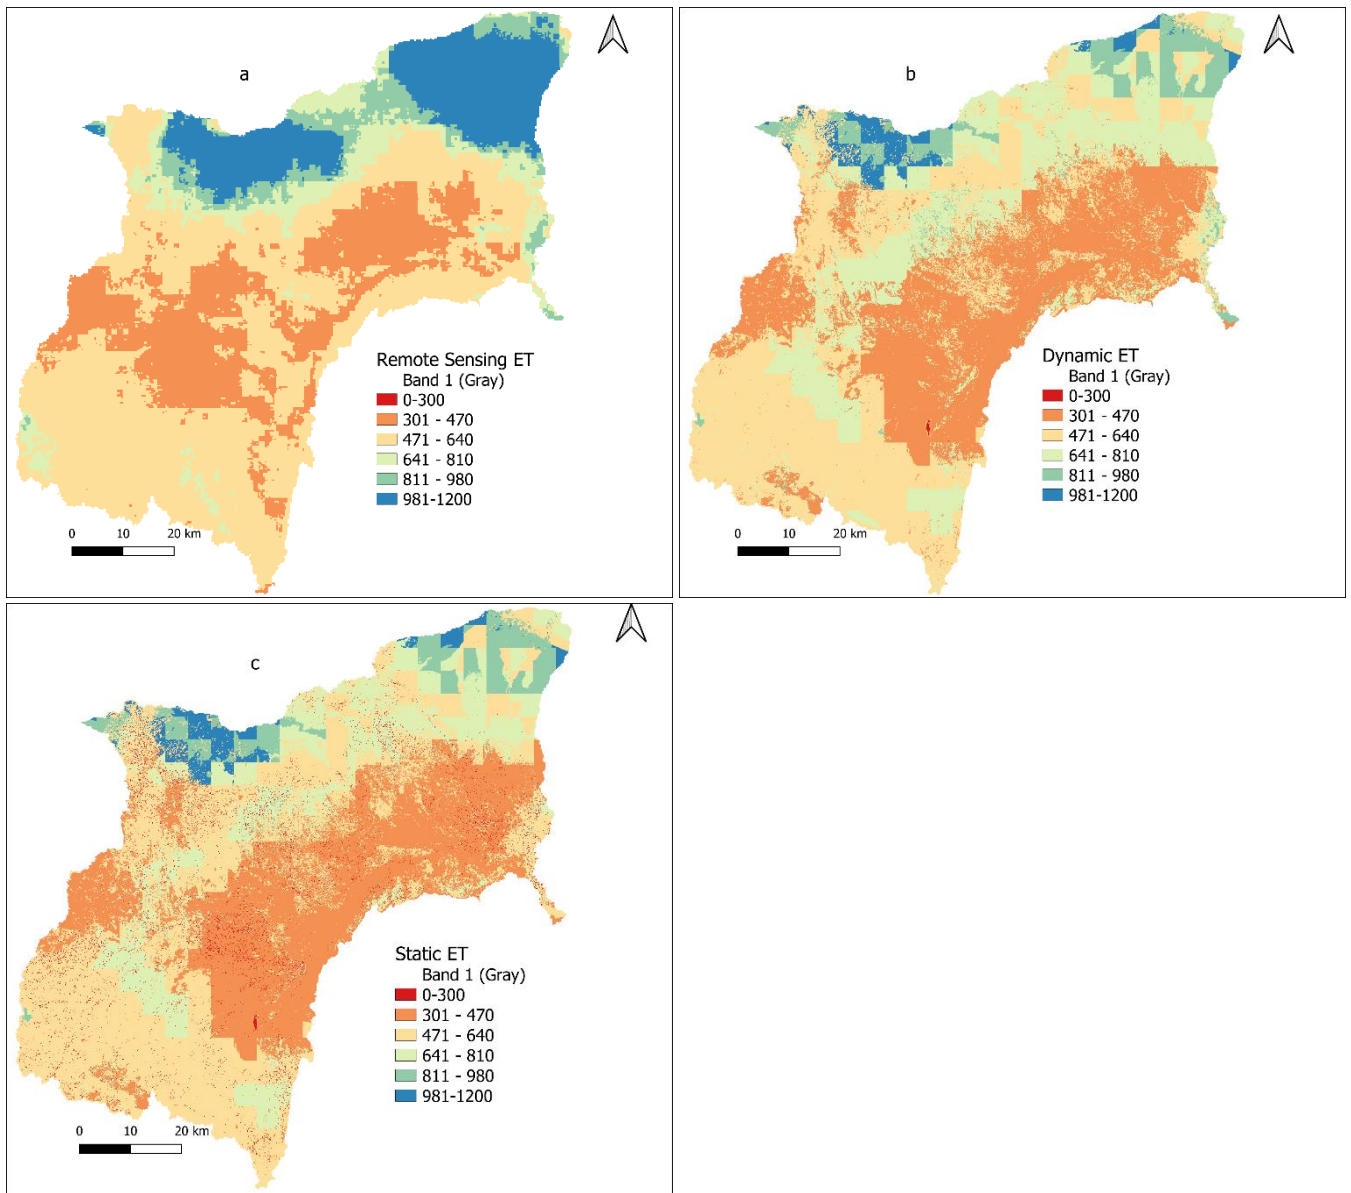 a
Remote Sensing ET
Band 1 (Gray)
0-300
301 - 470
471 - 640
641 - 810
811 - 980
981-1200
0 10 20 km
b
Dynamic ET
Band 1 (Gray)
0-300
301 - 470
471 - 640
641 - 810
811 - 980
981-1200
0 10 20 km
c
Static ET
Band 1 (Gray)
0-300
301 - 470
471 - 640
641 - 810
811 - 980
981-1200
0 10 20 km